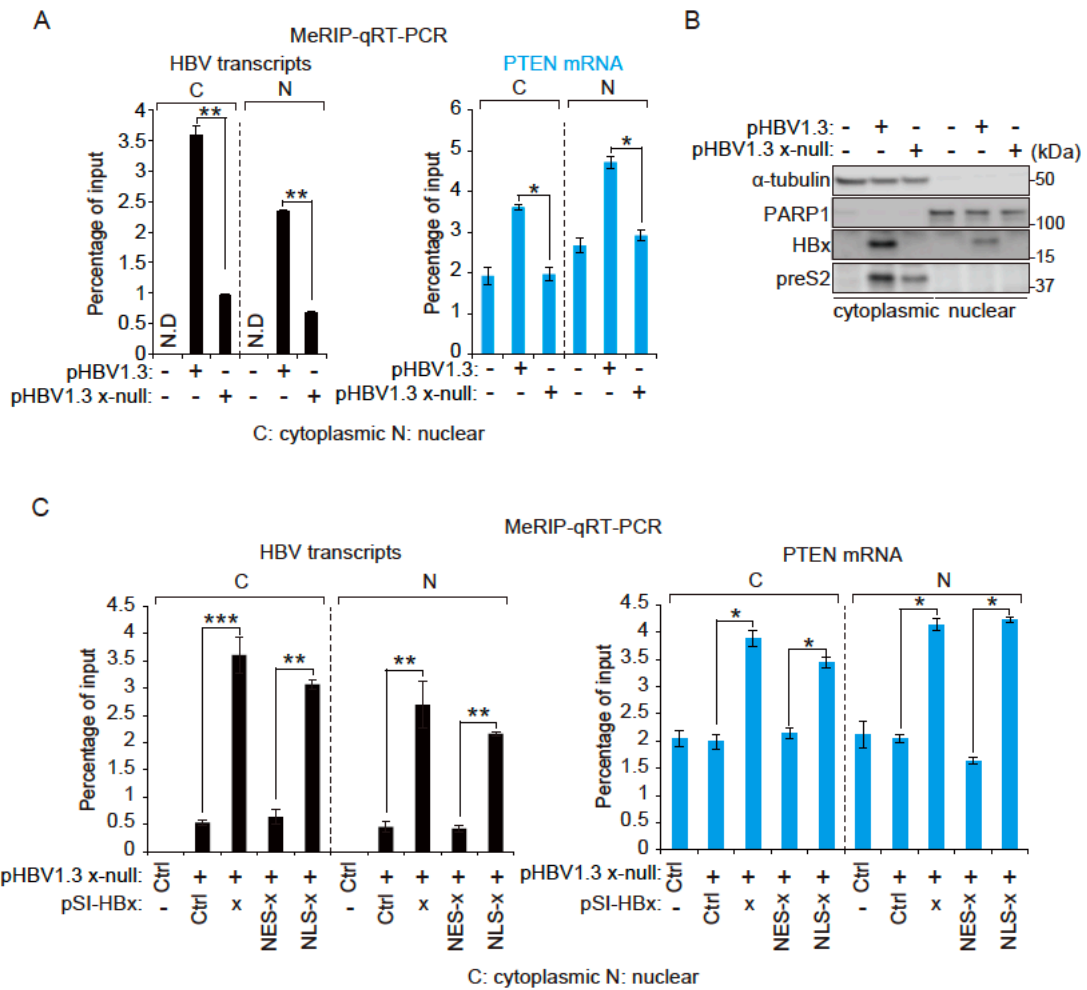 A
MeRIP-qRT-PCR
HBV transcripts
C N
Percentage of input
4
3.5
3
2.5
2
1.5
1
0.5
0
** **
N.D N.D
pHBV1.3: - + - - + -
pHBV1.3 x-null: - - + - - +
PTEN mRNA
C N
Percentage of input
6
5
4
3
2
1
0
* *
pHBV1.3: - + - - + -
pHBV1.3 x-null: - - + - - +
C: cytoplasmic N: nuclear
B
pHBV1.3: - + - - + -
pHBV1.3 x-null: - - + - - + (kDa)
α-tubulin -50
PARP1 -100
HBx -15
preS2 -37
cytoplasmic nuclear
C
MeRIP-qRT-PCR
HBV transcripts
C N
Percentage of input
4.5
4
3.5
3
2.5
2
1.5
1
0.5
0
*** ** ** **
pHBV1.3 x-null: Ctrl + + + + Ctrl + + + +
pSI-HBx: - Ctrl x NES-x NLS-x - Ctrl x NES-x NLS-x
PTEN mRNA
C N
Percentage of input
4.5
4
3.5
3
2.5
2
1.5
1
0.5
0
* * * *
pHBV1.3 x-null: Ctrl + + + + Ctrl + + + +
pSI-HBx: - Ctrl x NES-x NLS-x - Ctrl x NES-x NLS-x
C: cytoplasmic N: nuclear